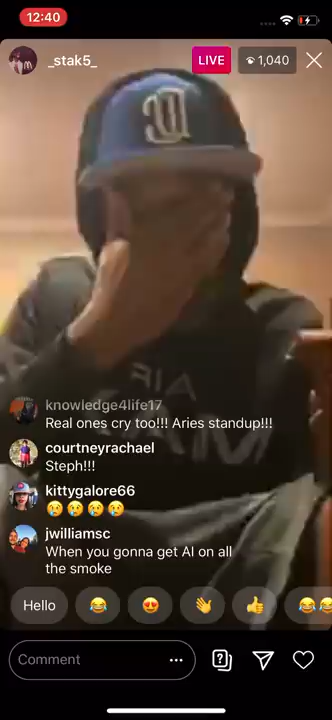 12:40
_stak5_
LIVE
1,040
knowledge4life17
Real ones cry too!!! Aries standup!!!
courtneyrachael
Steph!!!
kittygalore66
jwilliamsc
When you gonna get AI on all
the smoke
Hello
Comment